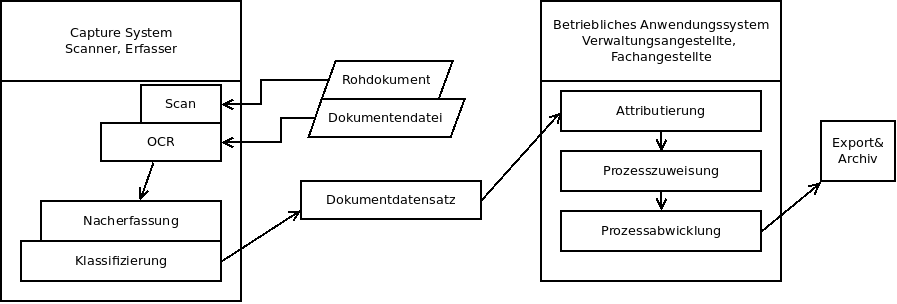 Capture System
Scanner, Erfasser
Scan
OCR
Nacherfassung
Klassifizierung
Rohdokument
Dokumentendatei
Dokumentdatensatz
Betriebliches Anwendungssystem
Verwaltungsangestellte,
Fachangestellte
Attributierung
Prozesszuweisung
Prozessabwicklung
Export&
Archiv